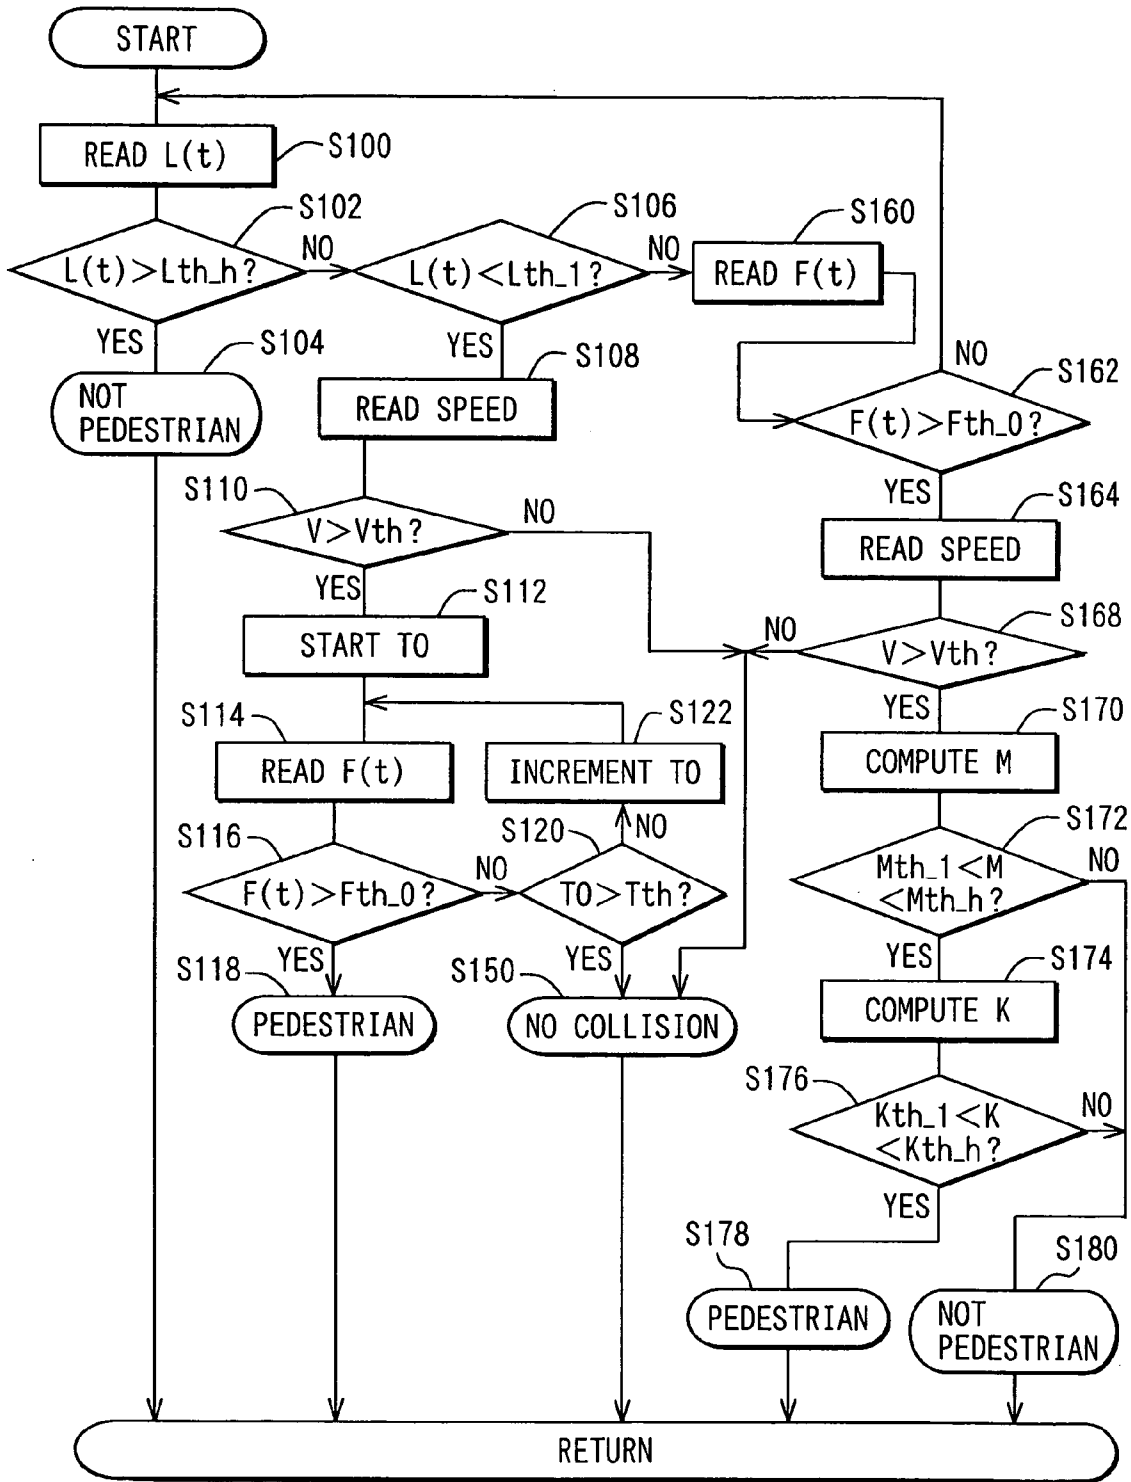 START
READ L(t)
S100
L(t)>Lth_h?
S102
NO
L(t)<Lth_1?
S106
NO
READ F(t)
S160
YES
NOT
PEDESTRIAN
S104
YES
READ SPEED
S108
NO
F(t)>Fth_0?
S162
YES
S110
V>Vth?
NO
READ SPEED
S164
YES
START TO
S112
NO
V>Vth?
S168
YES
S114
READ F(t)
S122
INCREMENT TO
COMPUTE M
S170
S116
F(t)>Fth_0?
NO
S120
NO
TO>Tth?
Mth_1<M
<Mth_h?
S172
NO
YES
S118
PEDESTRIAN
YES
S150
NO COLLISION
YES
COMPUTE K
S174
S176
Kth_1<K
<Kth_h?
NO
YES
S178
PEDESTRIAN
S180
NOT
PEDESTRIAN
RETURN